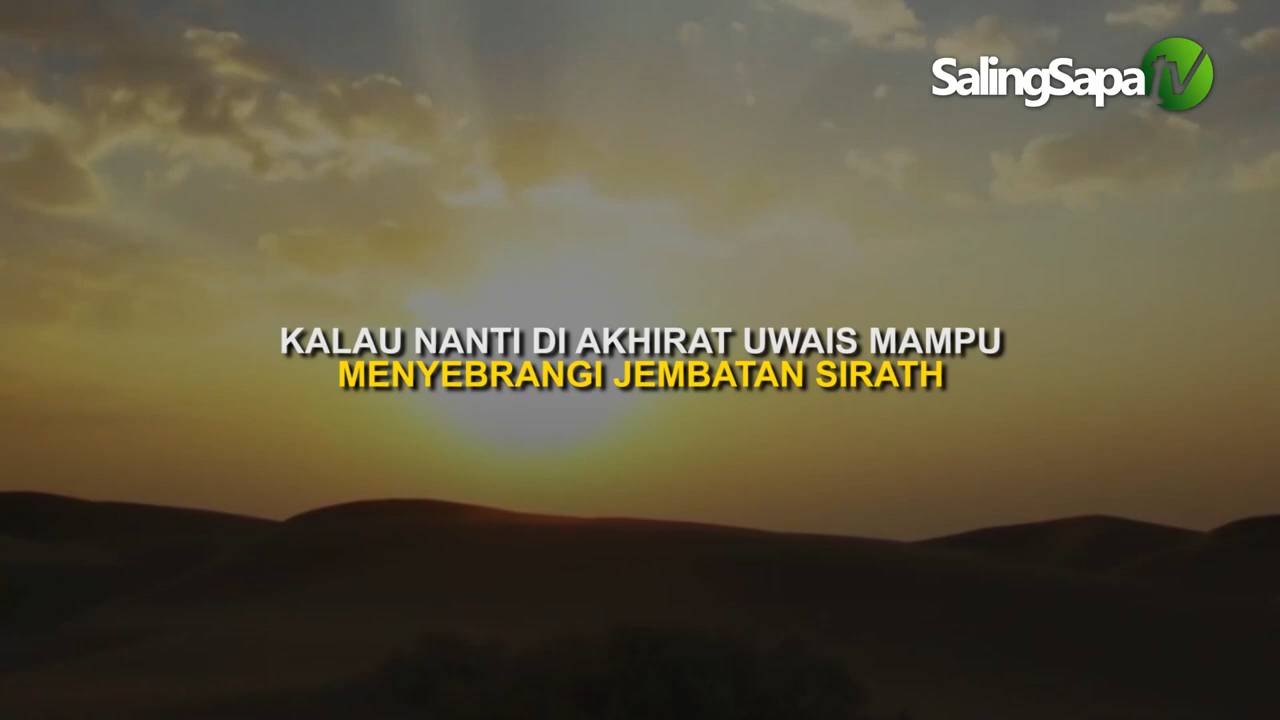 SalingSapa tv
KALAU NANTI DI AKHIRAT UWAIS MAMPU
MENYEBRANGI JEMBATAN SIRATH